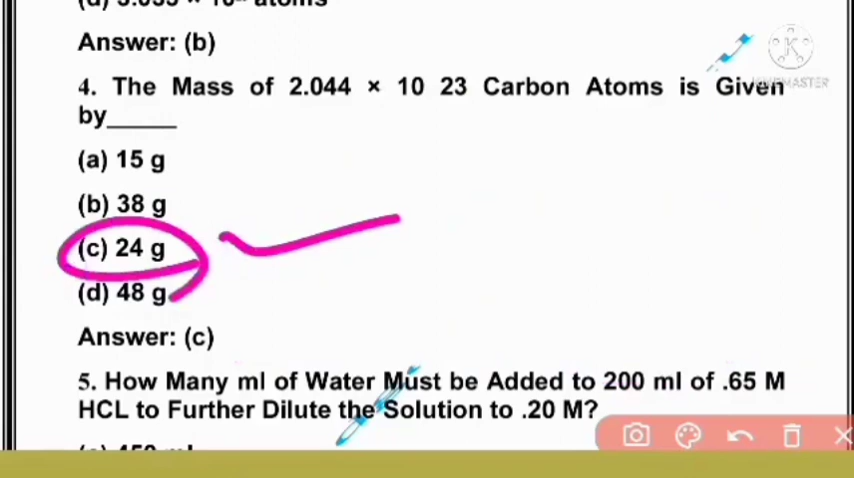 Answer: (b)
4. The Mass of 2.044 × 10 23 Carbon Atoms is Given
by_____
(a) 15 g
(b) 38 g
(c) 24 g
(d) 48 g
Answer: (c)
5. How Many ml of Water Must be Added to 200 ml of .65 M
HCL to Further Dilute the Solution to .20 M?